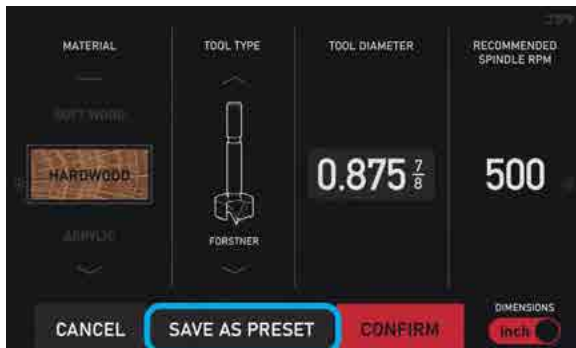 MATERIAL
TOOL TYPE
TOOL DIAMETER
RECOMMENDED
SPINDLE RPM
SOFT WOOD
HARDWOOD
ACRYLIC
FORSTNER
0.875 7/8
500
CANCEL
SAVE AS PRESET
CONFIRM
DIMENSIONS
Inch